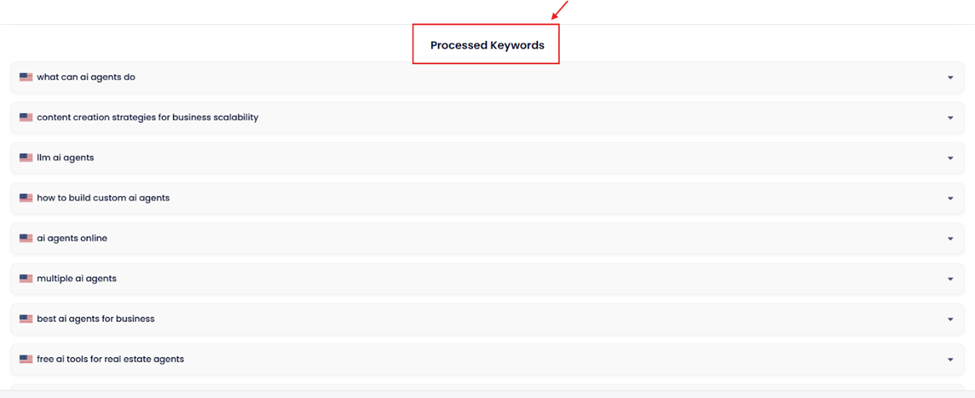 Processed Keywords
what can ai agents do
content creation strategies for business scalability
llm ai agents
how to build custom ai agents
ai agents online
multiple ai agents
best ai agents for business
free ai tools for real estate agents